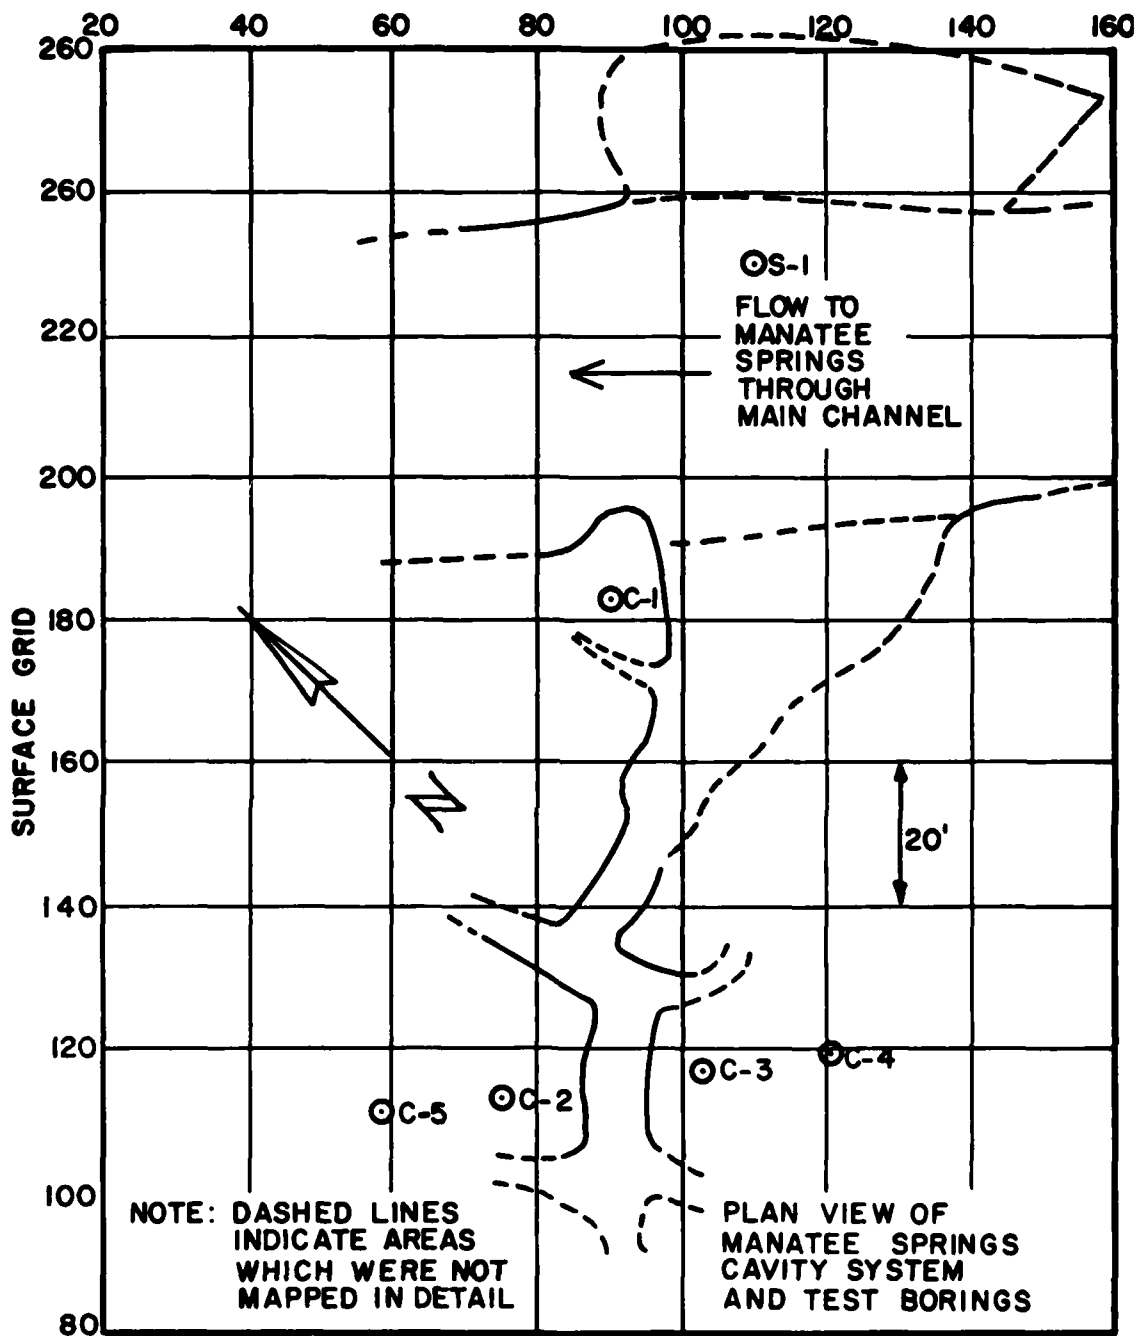 20 40 60 80 100 120 140 160
260
260
S-1
FLOW TO
MANATEE
SPRINGS
THROUGH
MAIN CHANNEL
220
200
C-1
180
SURFACE GRID
N
160
20'
140
120
C-4
C-3
C-2
C-5
100
NOTE: DASHED LINES
INDICATE AREAS
WHICH WERE NOT
MAPPED IN DETAIL
PLAN VIEW OF
MANATEE SPRINGS
CAVITY SYSTEM
AND TEST BORINGS
80